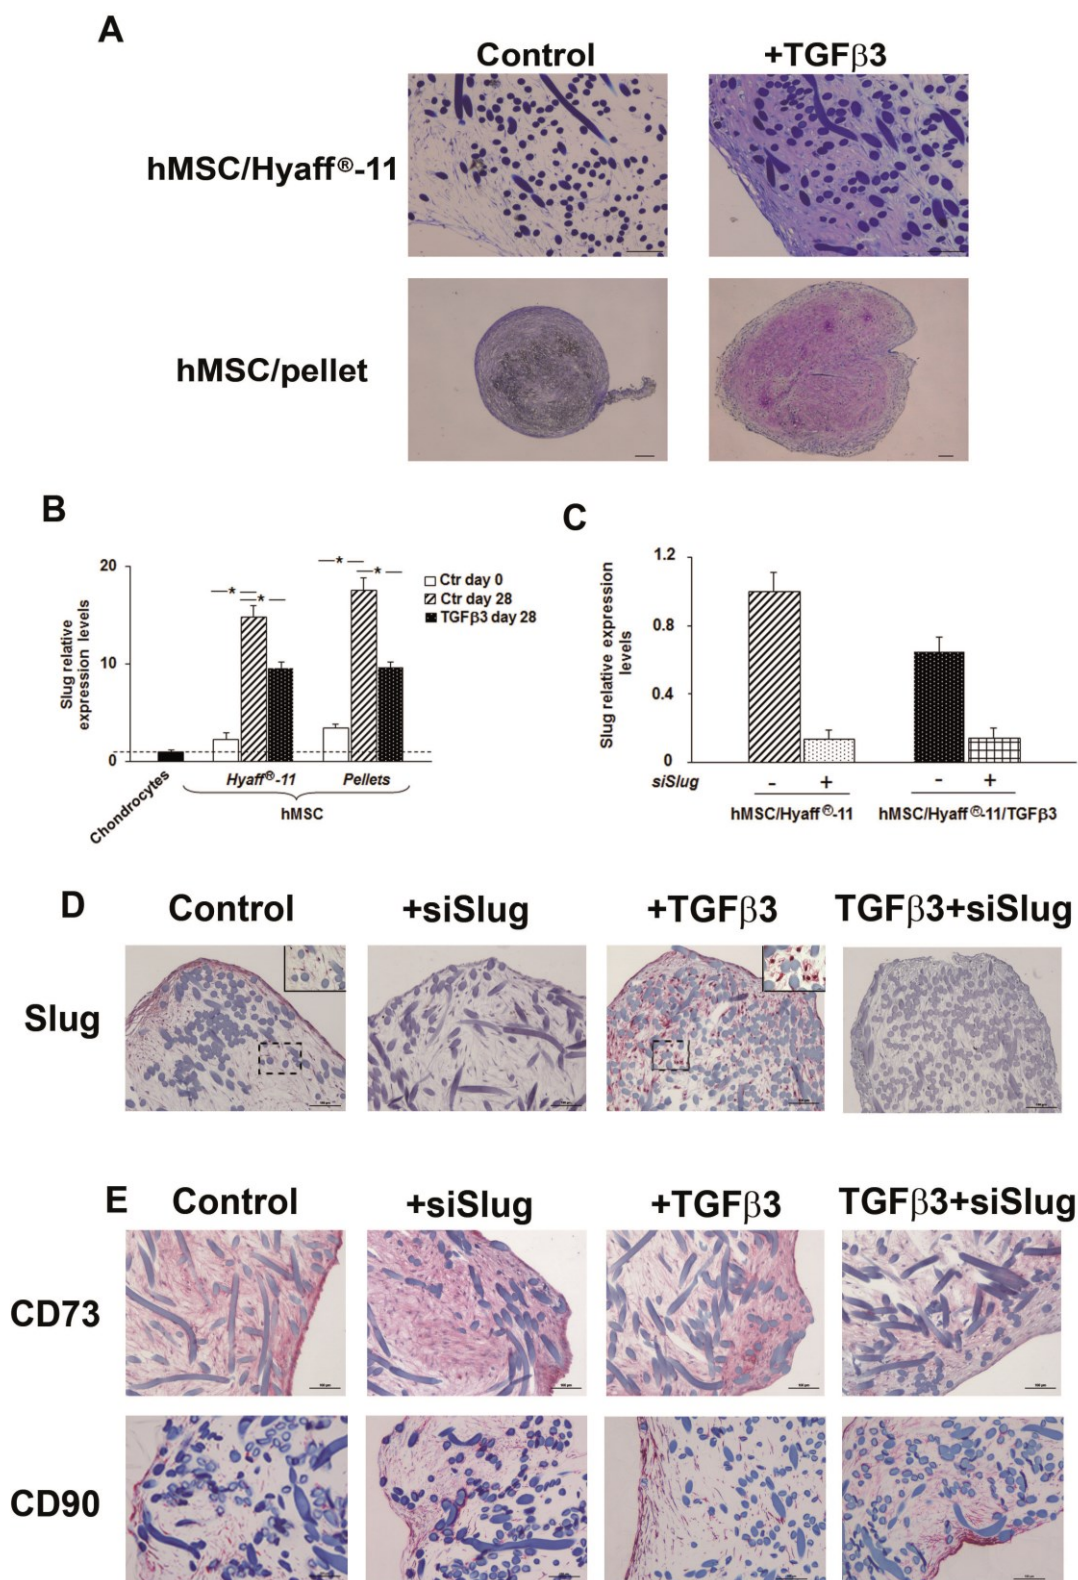 A
Control
+TGFβ3
hMSC/Hyaff®-11
hMSC/pellet
B
Slug relative
expression levels
20
10
0
Ctr day 0
Ctr day 28
TGFβ3 day 28
* * * *
Chondrocytes
Hyaff®-11
Pellets
hMSC
C
Slug relative expression
levels
1.2
0.8
0.4
0
siSlug
- + - +
hMSC/Hyaff®-11
hMSC/Hyaff®-11/TGFβ3
D
Control
+siSlug
+TGFβ3
TGFβ3+siSlug
Slug
E
Control
+siSlug
+TGFβ3
TGFβ3+siSlug
CD73
CD90